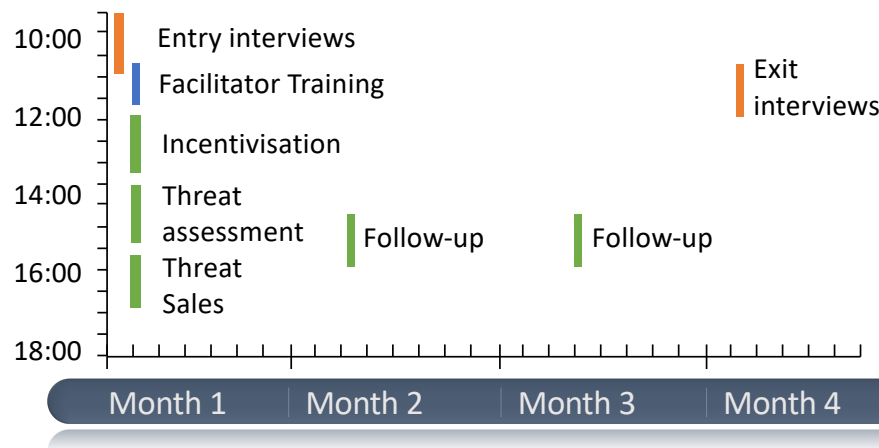 10:00
Entry interviews
Facilitator Training
Exit
interviews
12:00
Incentivisation
14:00
Threat
assessment
Follow-up
Follow-up
16:00
Threat
Sales
18:00
Month 1
Month 2
Month 3
Month 4